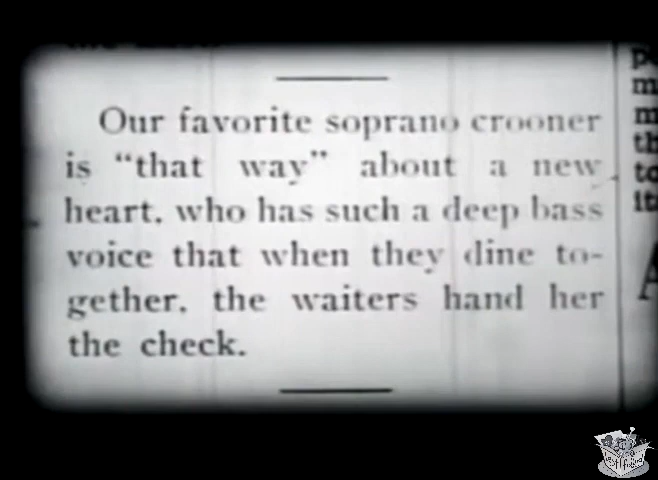 Our favorite soprano crooner
is "that way" about a new
heart, who has such a deep bass
voice that when they dine to-
gether, the waiters hand her
the check.